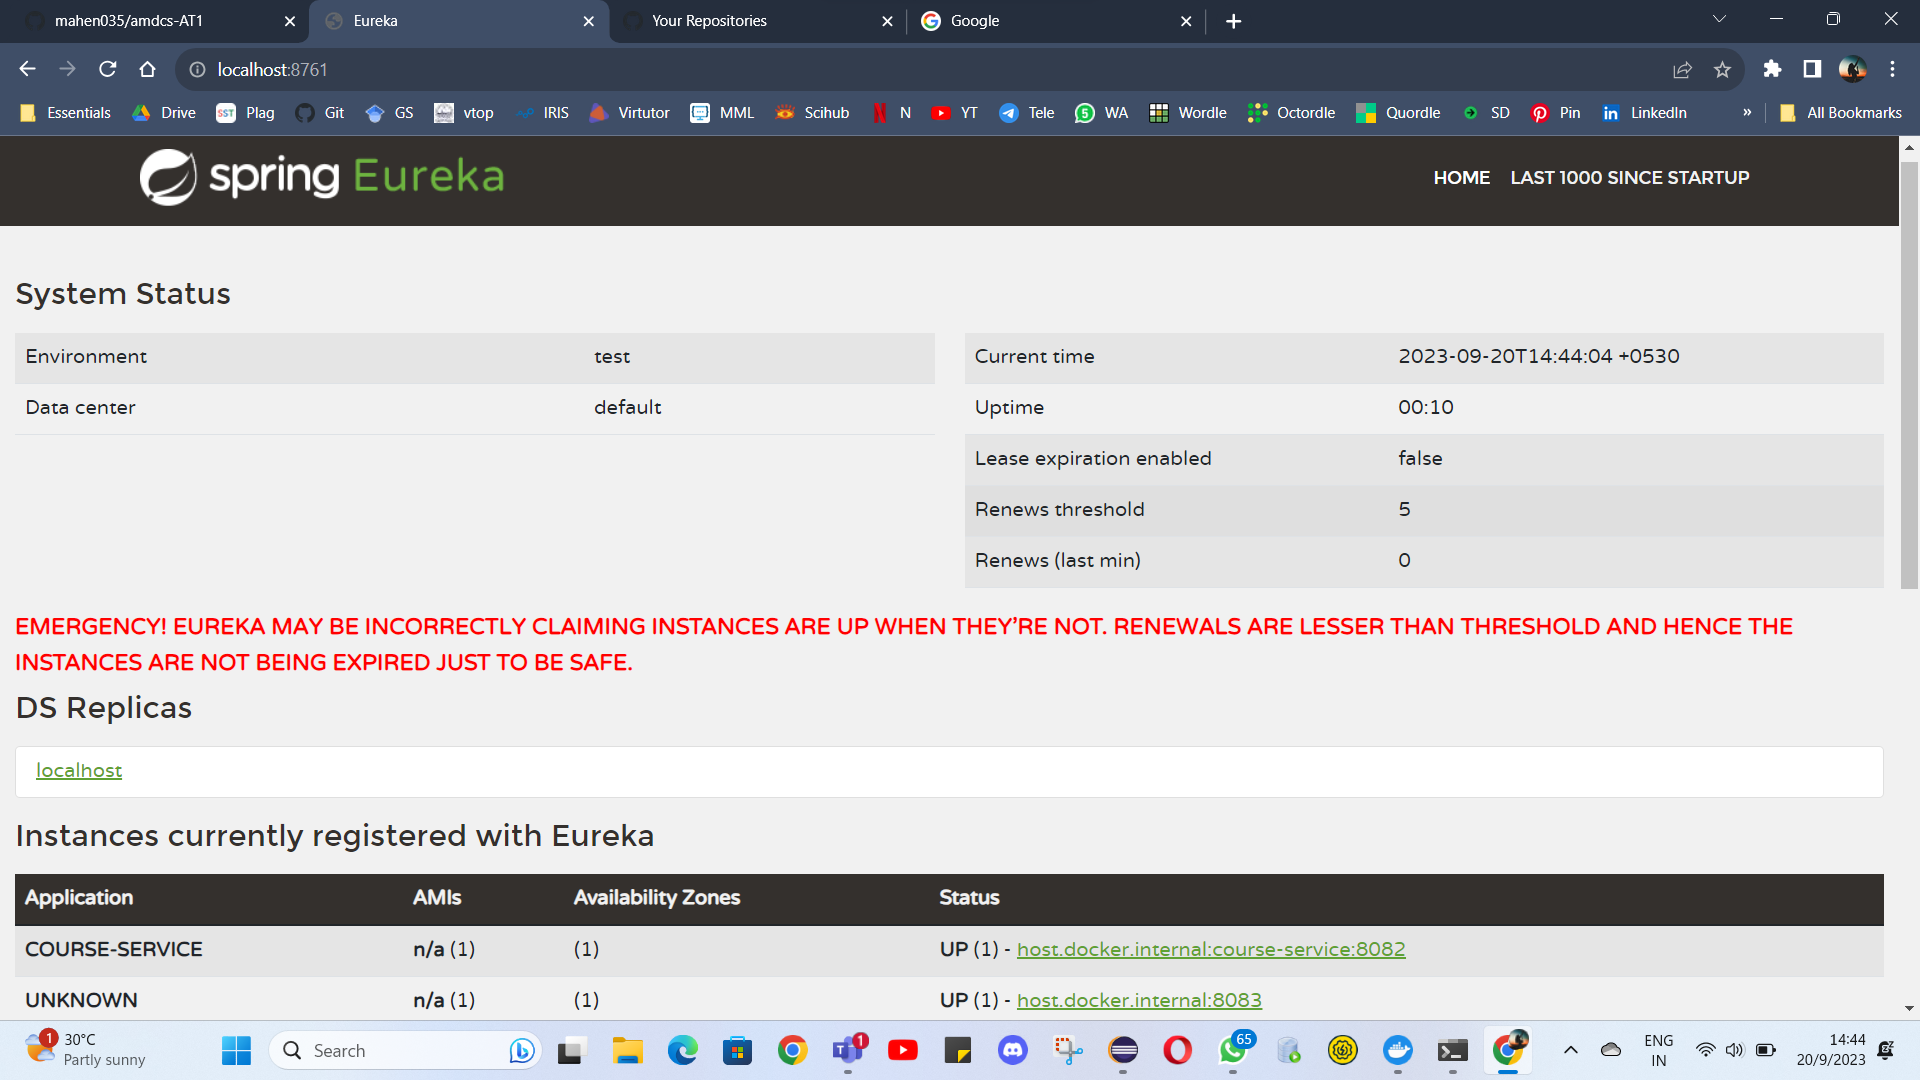 mahen035/amdcs-AT1
Eureka
Your Repositories
Google
localhost:8761
Essentials Drive SST Plag Git GS vtop IRIS Virtutor MML Scihub N YT Tele 5 WA Wordle Octordle Quordle SD Pin in LinkedIn » All Bookmarks
spring Eureka
HOME LAST 1000 SINCE STARTUP
System Status
Environment test
Data center default
Current time 2023-09-20T14:44:04 +0530
Uptime 00:10
Lease expiration enabled false
Renews threshold 5
Renews (last min) 0
EMERGENCY! EUREKA MAY BE INCORRECTLY CLAIMING INSTANCES ARE UP WHEN THEY’RE NOT. RENEWALS ARE LESSER THAN THRESHOLD AND HENCE THE
INSTANCES ARE NOT BEING EXPIRED JUST TO BE SAFE.
DS Replicas
localhost
Instances currently registered with Eureka
Application AMIs Availability Zones Status
COURSE-SERVICE n/a (1) (1) UP (1) - host.docker.internal:course-service:8082
UNKNOWN n/a (1) (1) UP (1) - host.docker.internal:8083
1 30°C
Partly sunny
Search
1
65
ENG
IN
14:44
20/9/2023